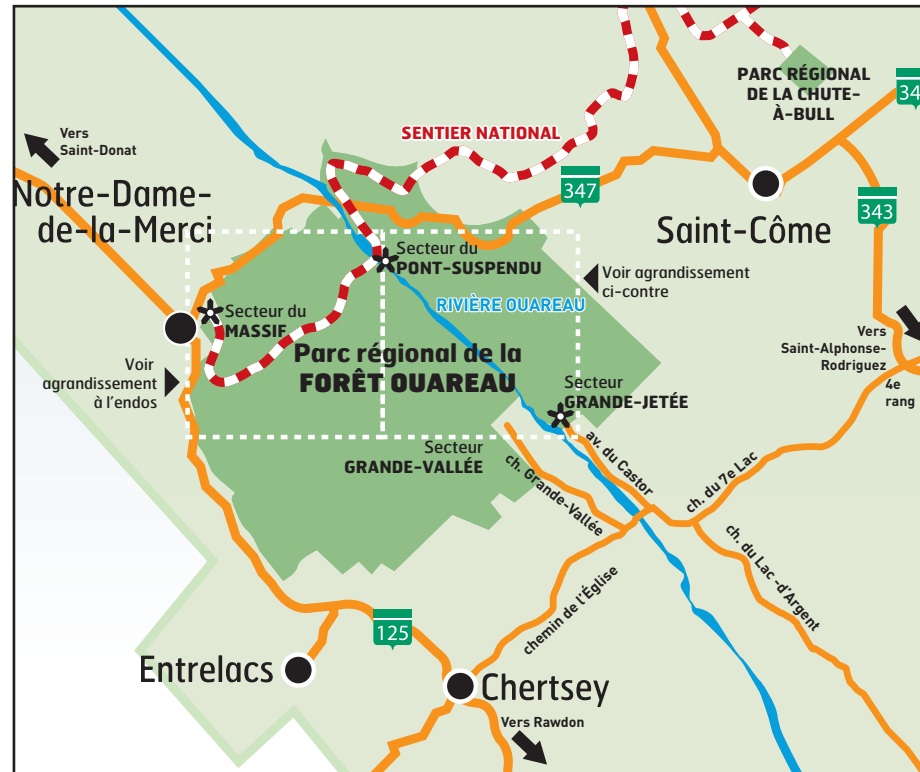 PARC RÉGIONAL
DE LA CHUTE-
À-BULL
34
Vers
Saint-Donat
SENTIER NATIONAL
347
343
Notre-Dame-
de-la-Merci
Saint-Côme
Secteur du
PONT-SUSPENDU
Voir agrandissement
ci-contre
RIVIÈRE OUAREAU
Secteur du
MASSIF
Vers
Saint-Alphonse-
Rodriguez
4e
rang
Voir
agrandissement
à l'endos
Parc régional de la
FORÊT OUAREAU
Secteur
GRANDE-JETÉE
Secteur
GRANDE-VALLÉE
av. du Castor
ch. Grande-Vallée
ch. du 7e Lac
ch. du Lac -d'Argent
chemin de l'Église
125
Entrelacs
Chertsey
Vers Rawdon